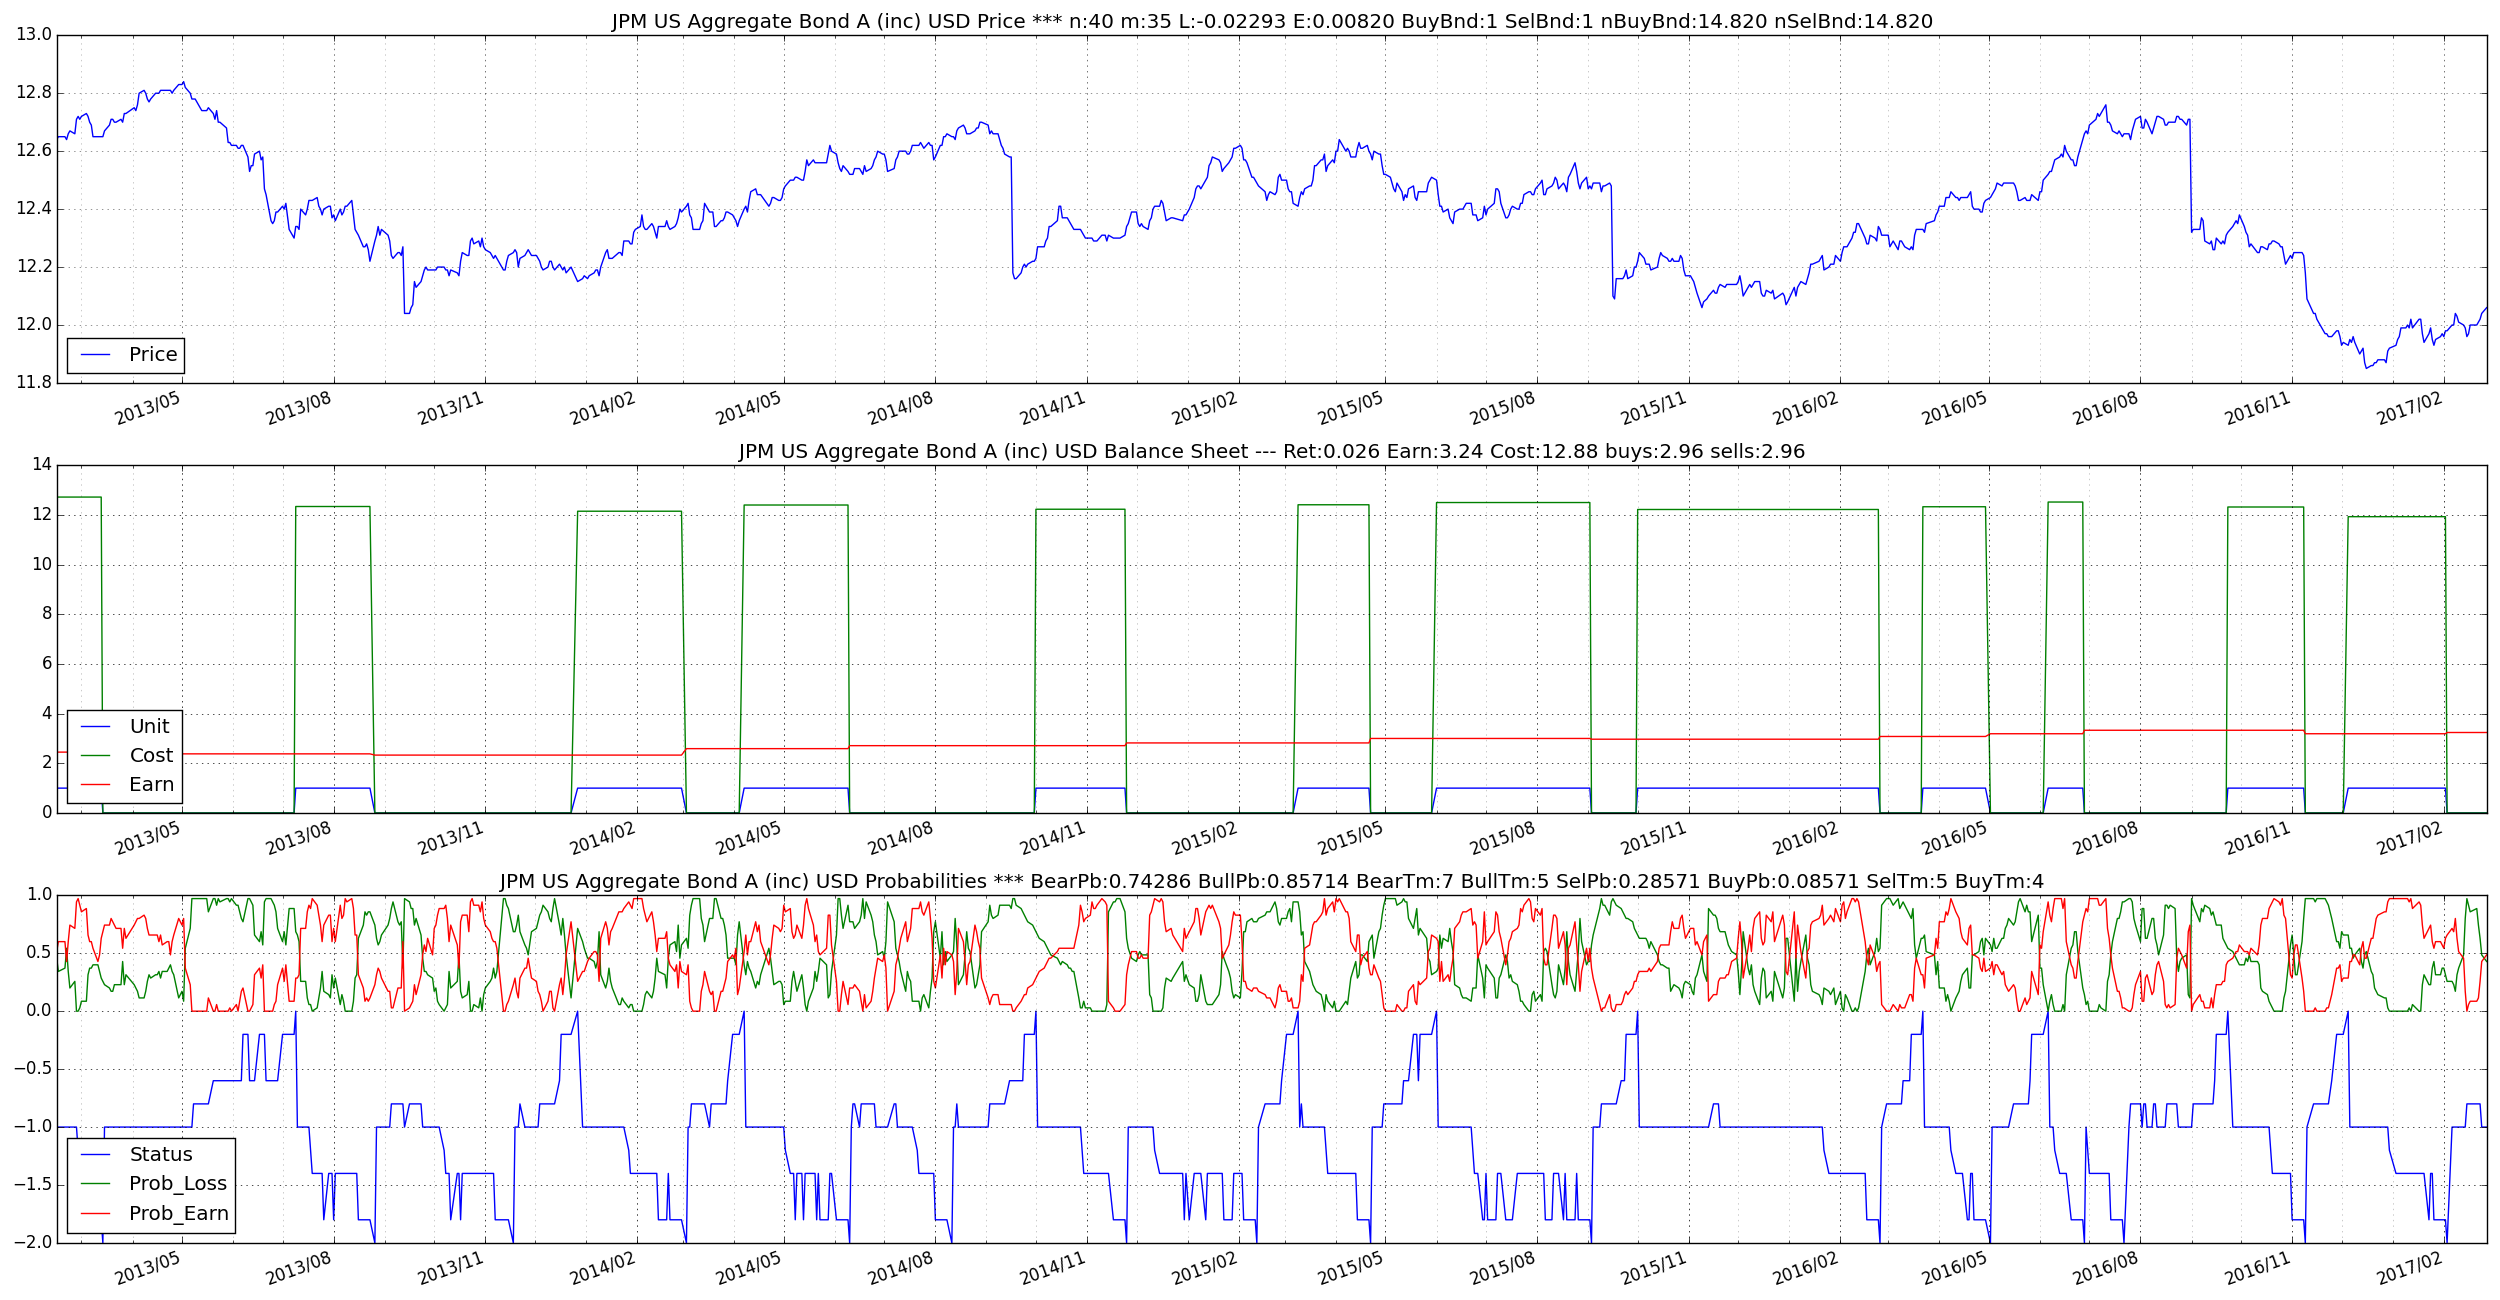 JPM US Aggregate Bond A (inc) USD Price *** n:40 m:35 L:-0.02293 E:0.00820 BuyBnd:1 SelBnd:1 nBuyBnd:14.820 nSelBnd:14.820
13.0
12.8
12.6
12.4
12.2
12.0
11.8
Price
2013/05 2013/08 2013/11 2014/02 2014/05 2014/08 2014/11 2015/02 2015/05 2015/08 2015/11 2016/02 2016/05 2016/08 2016/11 2017/02
JPM US Aggregate Bond A (inc) USD Balance Sheet --- Ret:0.026 Earn:3.24 Cost:12.88 buys:2.96 sells:2.96
14
12
10
8
6
4
2
0
Unit
Cost
Earn
2013/05 2013/08 2013/11 2014/02 2014/05 2014/08 2014/11 2015/02 2015/05 2015/08 2015/11 2016/02 2016/05 2016/08 2016/11 2017/02
JPM US Aggregate Bond A (inc) USD Probabilities *** BearPb:0.74286 BullPb:0.85714 BearTm:7 BullTm:5 SelPb:0.28571 BuyPb:0.08571 SelTm:5 BuyTm:4
1.0
0.5
0.0
−0.5
−1.0
−1.5
−2.0
Status
Prob_Loss
Prob_Earn
2013/05 2013/08 2013/11 2014/02 2014/05 2014/08 2014/11 2015/02 2015/05 2015/08 2015/11 2016/02 2016/05 2016/08 2016/11 2017/02